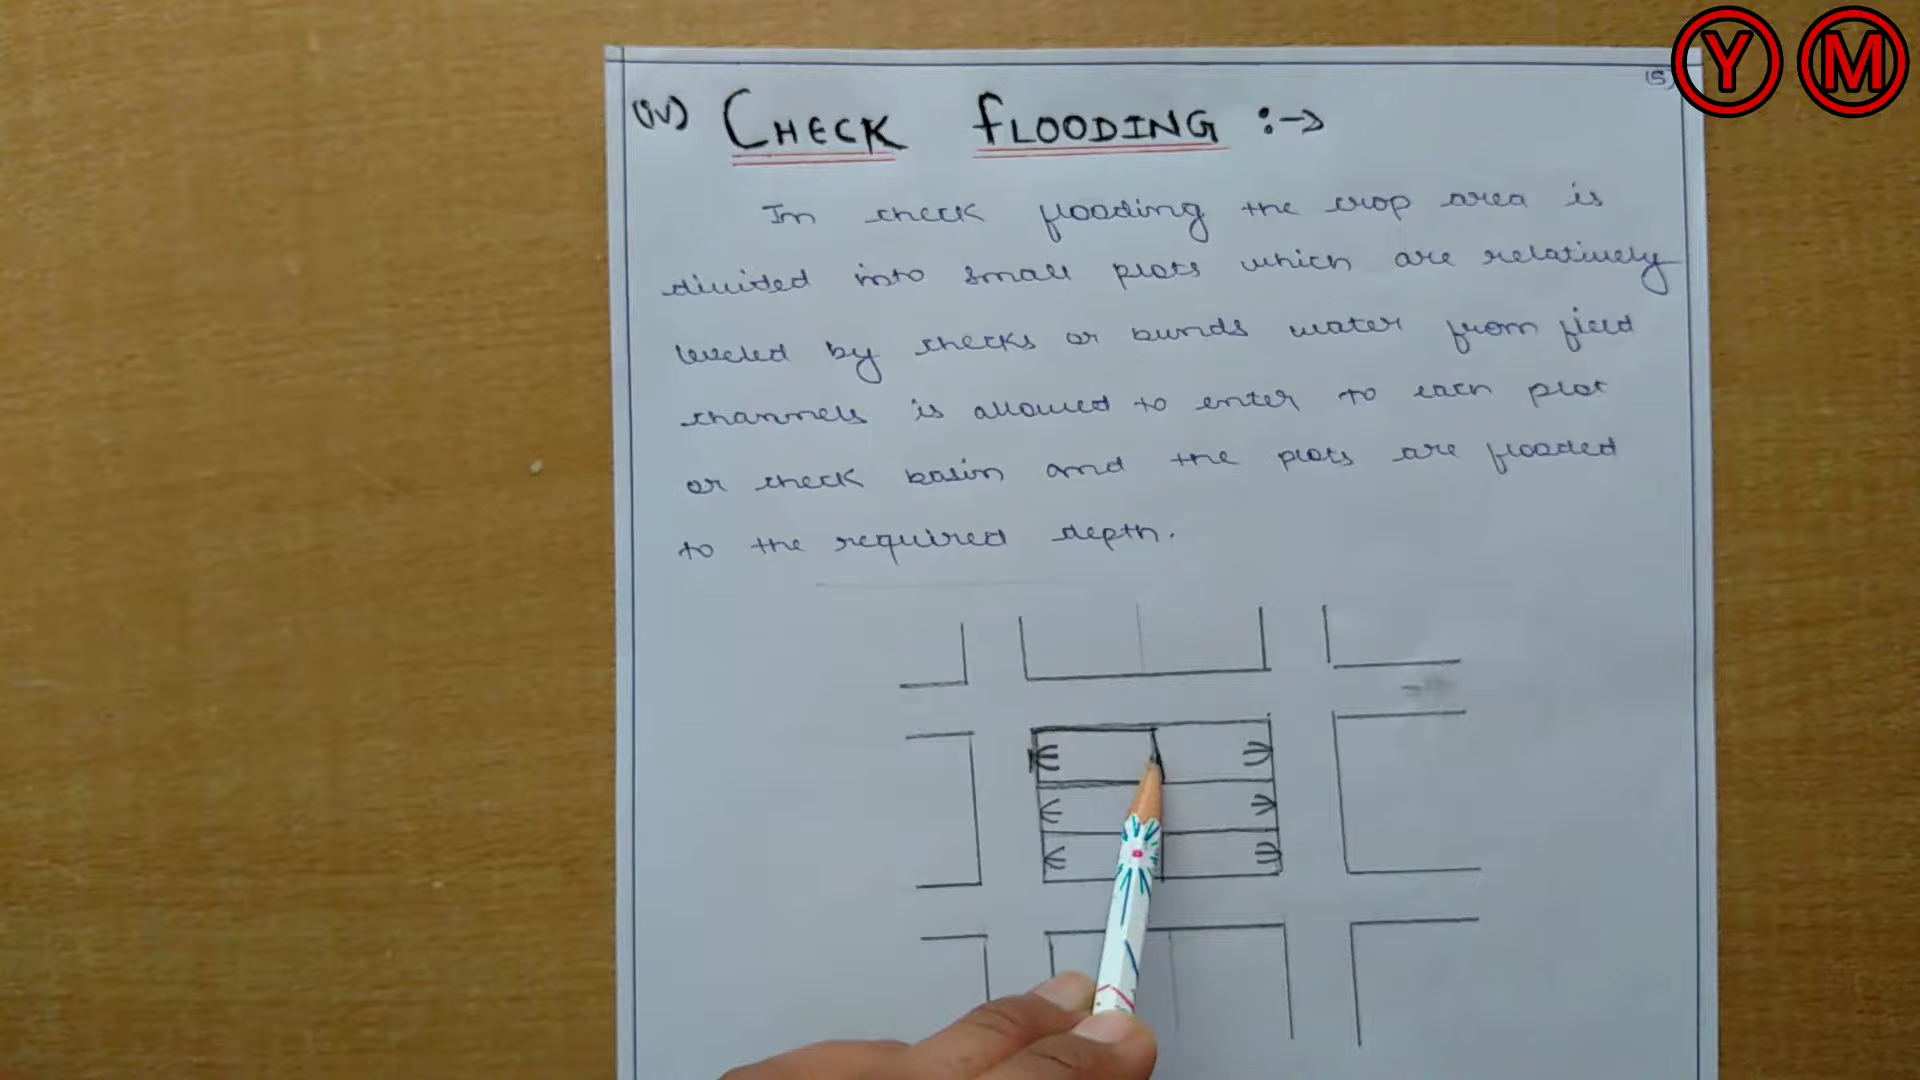 Y M
15
(iv) CHECK FLOODING :→
In check flooding the crop area is
divided into small plots which are relatively
leveled by checks or bunds water from field
channels is allowed to enter to each plot
or check basin and the plots are flooded
to the required depth.